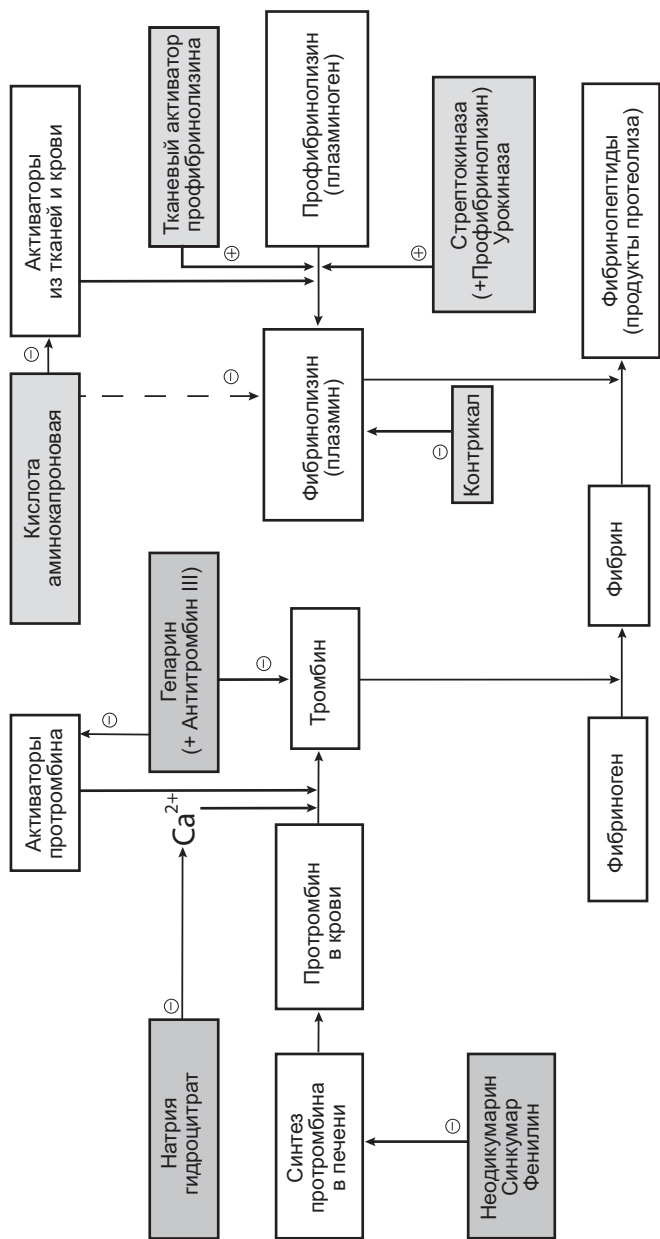 Натрия
гидроцитрат
⊖
Ca2+
Активаторы
протромбина
⊖
Гепарин
(+ Антитромбин III)
⊖
Кислота
аминокапроновая
⊖
⊖
Активаторы
из тканей и крови
Тканевый активатор
профибринолизина
⊕
Синтез
протромбина
в печени
Протромбин
в крови
Тромбин
Фибринолизин
(плазмин)
Профибринолизин
(плазминоген)
⊖
Неодикумарин
Синкумар
Фенилин
⊖
Контрикал
⊕
Стрептокиназа
(+Профибринолизин)
Урокиназа
Фибриноген
Фибрин
Фибринопептиды
(продукты протеолиза)